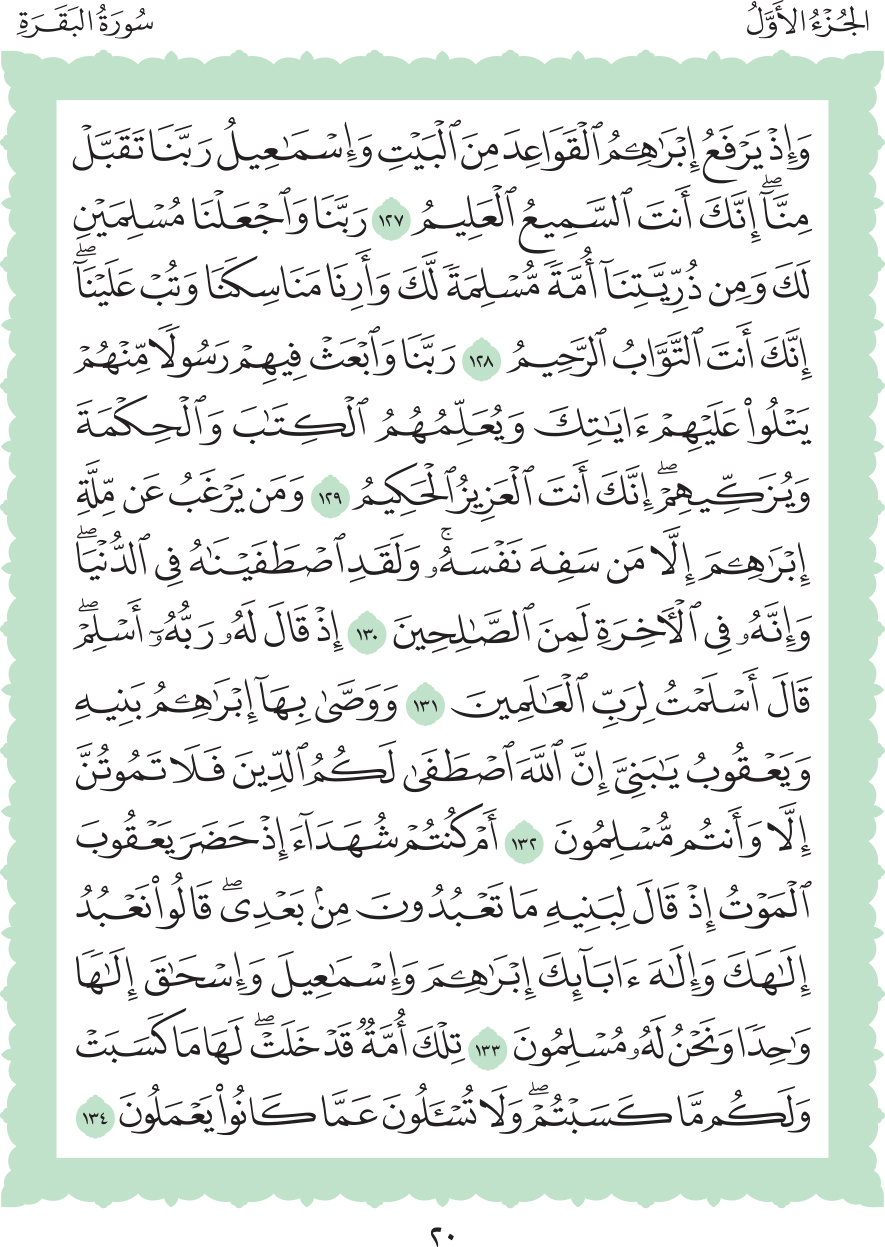 الجُزْءُ الأَوَّلُ
سُورَةُ البَقَرَةِ
وَإِذۡ يَرۡفَعُ إِبۡرَٰهِـۧمُ ٱلۡقَوَاعِدَ مِنَ ٱلۡبَيۡتِ وَإِسۡمَٰعِيلُ رَبَّنَا تَقَبَّلۡ
مِنَّآۖ إِنَّكَ أَنتَ ٱلسَّمِيعُ ٱلۡعَلِيمُ ١٢٧ رَبَّنَا وَٱجۡعَلۡنَا مُسۡلِمَيۡنِ
لَكَ وَمِن ذُرِّيَّتِنَآ أُمَّةٗ مُّسۡلِمَةٗ لَّكَ وَأَرِنَا مَنَاسِكَنَا وَتُبۡ عَلَيۡنَآۖ
إِنَّكَ أَنتَ ٱلتَّوَّابُ ٱلرَّحِيمُ ١٢٨ رَبَّنَا وَٱبۡعَثۡ فِيهِمۡ رَسُولٗا مِّنۡهُمۡ
يَتۡلُواْ عَلَيۡهِمۡ ءَايَٰتِكَ وَيُعَلِّمُهُمُ ٱلۡكِتَٰبَ وَٱلۡحِكۡمَةَ
وَيُزَكِّيهِمۡۖ إِنَّكَ أَنتَ ٱلۡعَزِيزُ ٱلۡحَكِيمُ ١٢٩ وَمَن يَرۡغَبُ عَن مِّلَّةِ
إِبۡرَٰهِـۧمَ إِلَّا مَن سَفِهَ نَفۡسَهُۥۚ وَلَقَدِ ٱصۡطَفَيۡنَٰهُ فِي ٱلدُّنۡيَاۖ
وَإِنَّهُۥ فِي ٱلۡأٓخِرَةِ لَمِنَ ٱلصَّٰلِحِينَ ١٣٠ إِذۡ قَالَ لَهُۥ رَبُّهُۥٓ أَسۡلِمۡۖ
قَالَ أَسۡلَمۡتُ لِرَبِّ ٱلۡعَٰلَمِينَ ١٣١ وَوَصَّىٰ بِهَآ إِبۡرَٰهِـۧمُ بَنِيهِ
وَيَعۡقُوبُ يَٰبَنِيَّ إِنَّ ٱللَّهَ ٱصۡطَفَىٰ لَكُمُ ٱلدِّينَ فَلَا تَمُوتُنَّ
إِلَّا وَأَنتُم مُّسۡلِمُونَ ١٣٢ أَمۡ كُنتُمۡ شُهَدَآءَ إِذۡ حَضَرَ يَعۡقُوبَ
ٱلۡمَوۡتُ إِذۡ قَالَ لِبَنِيهِ مَا تَعۡبُدُونَ مِنۢ بَعۡدِيۖ قَالُواْ نَعۡبُدُ
إِلَٰهَكَ وَإِلَٰهَ ءَابَآئِكَ إِبۡرَٰهِـۧمَ وَإِسۡمَٰعِيلَ وَإِسۡحَٰقَ إِلَٰهٗا
وَٰحِدٗا وَنَحۡنُ لَهُۥ مُسۡلِمُونَ ١٣٣ تِلۡكَ أُمَّةٞ قَدۡ خَلَتۡۖ لَهَا مَا كَسَبَتۡ
وَلَكُم مَّا كَسَبۡتُمۡۖ وَلَا تُسۡـَٔلُونَ عَمَّا كَانُواْ يَعۡمَلُونَ ١٣٤
٢٠